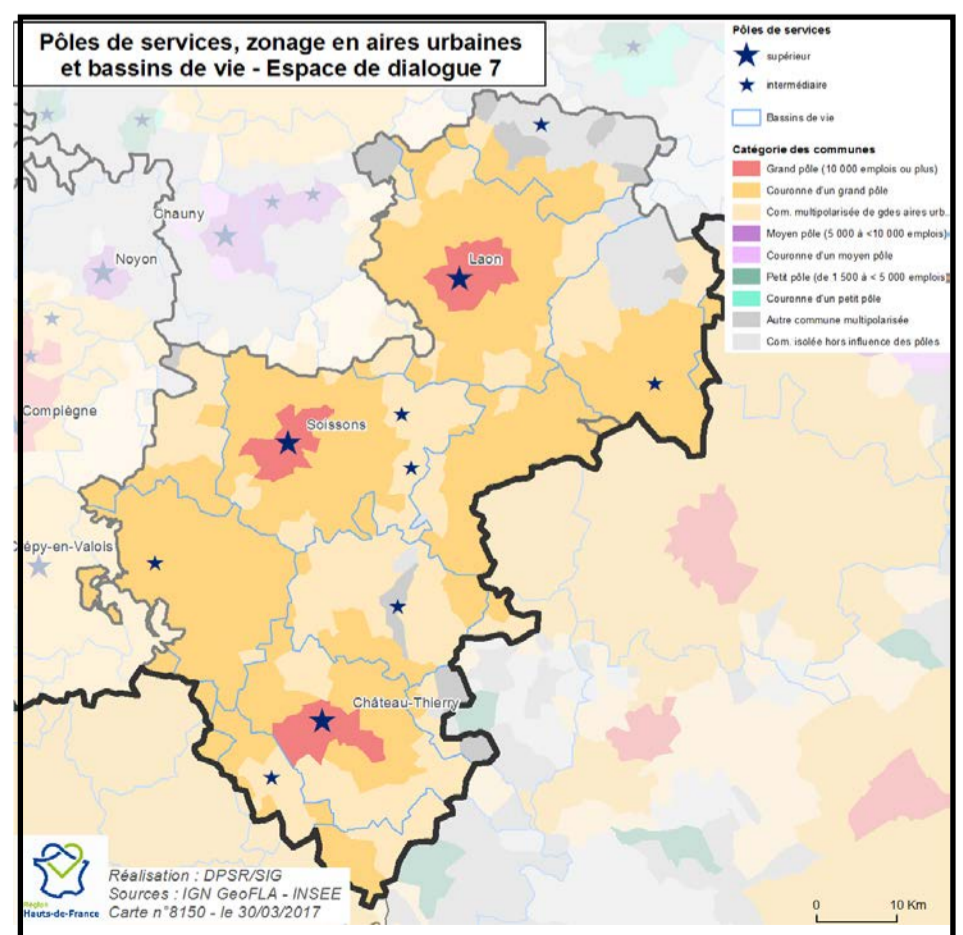 Pôles de services, zonage en aires urbaines
et bassins de vie - Espace de dialogue 7
Pôles de services
supérieur
intermédiaire
Bassins de vie
Catégorie des communes
Grand pôle (10 000 emplois ou plus)
Couronne d'un grand pôle
Com. multipolarisée de gdes aires urb..
Moyen pôle (5 000 à <10 000 emplois)
Couronne d'un moyen pôle
Petit pôle (de 1 500 à < 5 000 emplois
Couronne d'un petit pôle
Autre commune multipolarisée
Com. isolée hors influence des pôles
Chauny
Noyon
Laon
Compiègne
Soissons
épy-en-Valois
Château-Thierry
Région
Hauts-de-France
Réalisation : DPSR/SIG
Sources : IGN GeoFLA - INSEE
Carte n°8150 - le 30/03/2017
0 10 Km